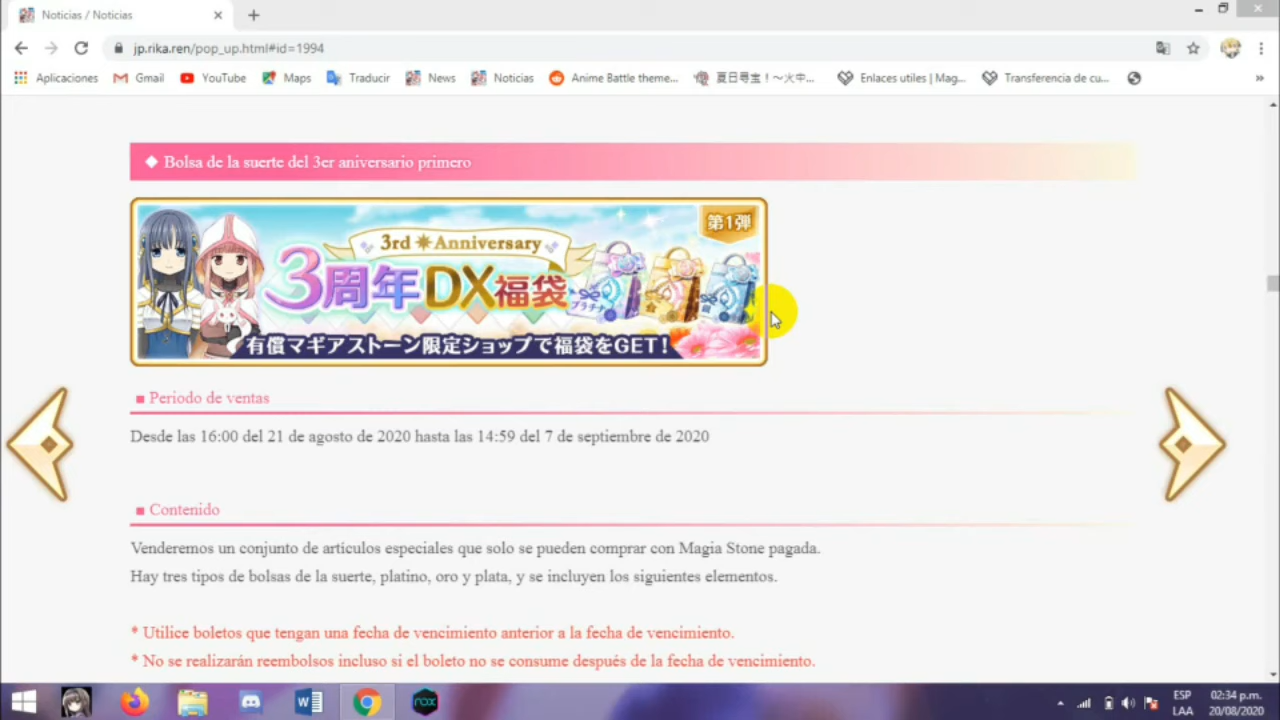 Noticias / Noticias
jp.rika.ren/pop_up.html#id=1994
Aplicaciones
Gmail
YouTube
Maps
Traducir
News
Noticias
Anime Battle theme...
夏日尋宝！～火中...
Enlaces utiles | Mag...
Transferencia de cu...
»
◆ Bolsa de la suerte del 3er aniversario primero
第1弾
3rd Anniversary
3周年DX福袋
プラチナ
金
銀
有償マギアストーン限定ショップで福袋をGET!
■ Periodo de ventas
Desde las 16:00 del 21 de agosto de 2020 hasta las 14:59 del 7 de septiembre de 2020
■ Contenido
Venderemos un conjunto de artículos especiales que solo se pueden comprar con Magia Stone pagada.
Hay tres tipos de bolsas de la suerte, platino, oro y plata, y se incluyen los siguientes elementos.
* Utilice boletos que tengan una fecha de vencimiento anterior a la fecha de vencimiento.
* No se realizarán reembolsos incluso si el boleto no se consume después de la fecha de vencimiento.
nox
ESP
LAA
02:34 p.m.
20/08/2020